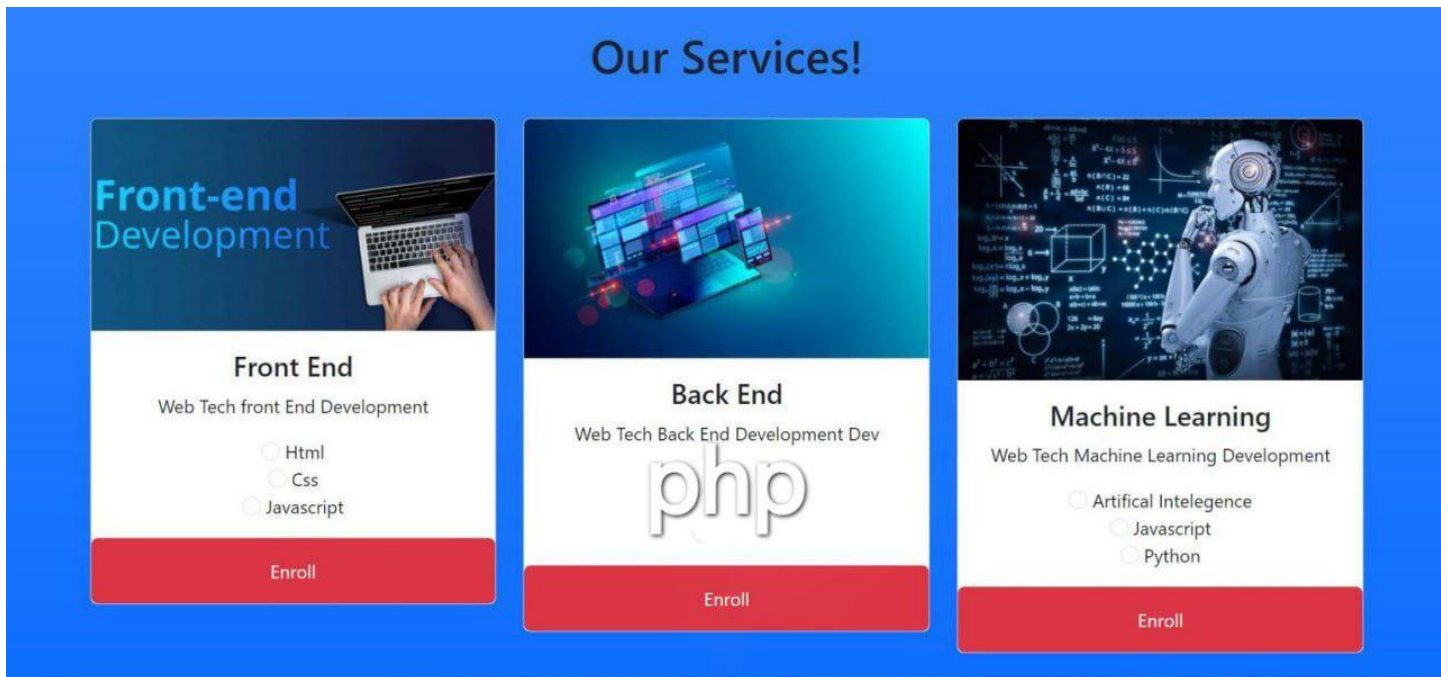 Our Services!
Front-end
Development
Front End
Web Tech front End Development
Html
Css
Javascript
Enroll
Back End
Web Tech Back End Development Dev
php
Enroll
Machine Learning
Web Tech Machine Learning Development
Artifical Intelegence
Javascript
Python
Enroll